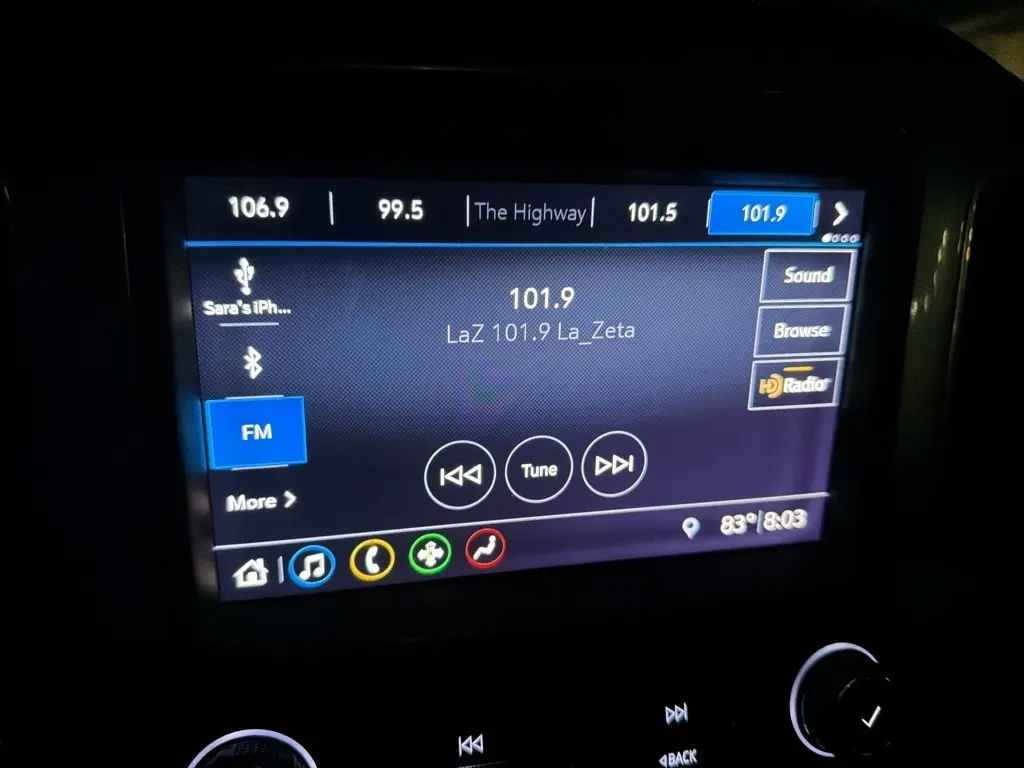 106.9 | 99.5 | The Highway | 101.5 101.9
Sara's iPh...
101.9
LaZ 101.9 La_Zeta
Sound
Browse
HD Radio
FM
Tune
More
83° 8:03
BACK